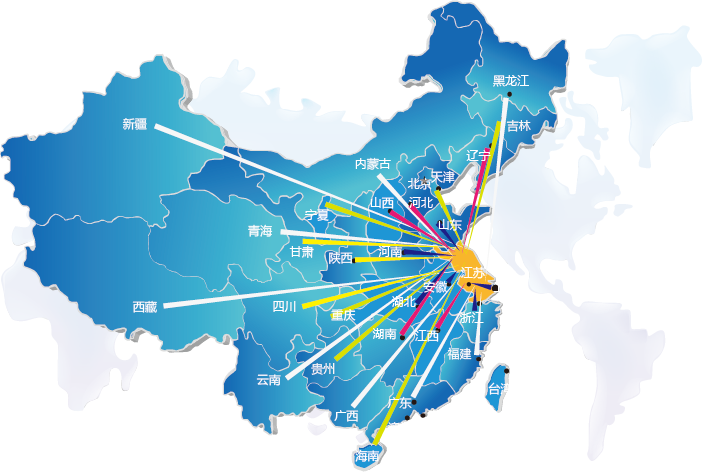 黑龙江
新疆
吉林
辽宁
内蒙古
天津
北京
山西
河北
宁夏
山东
青海
甘肃
河南
陕西
江苏
安徽
西藏
四川
湖北
重庆
浙江
湖南
江西
福建
贵州
云南
台湾
广东
广西
海南